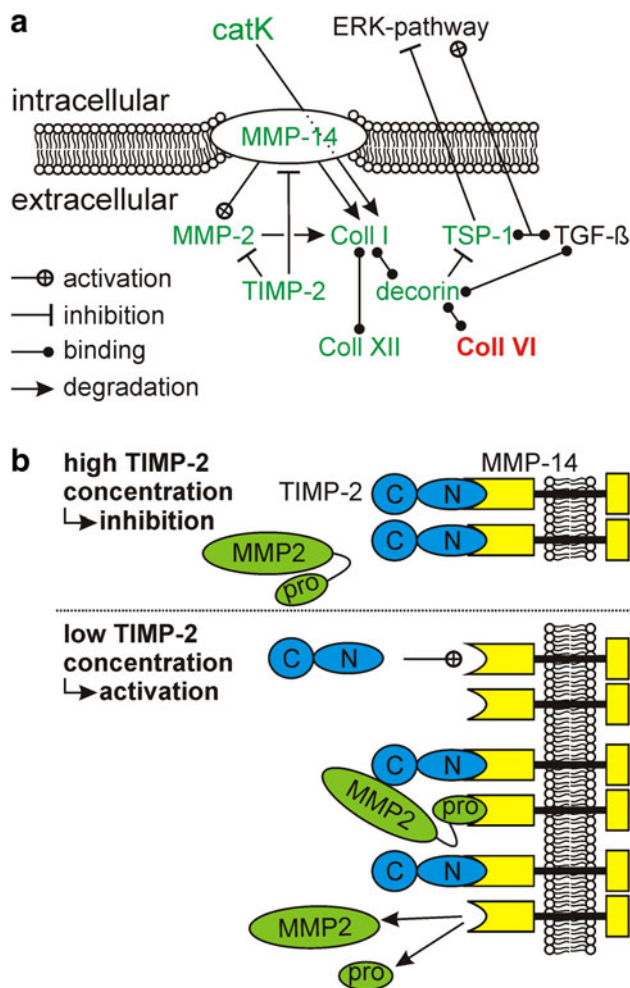 a
catK
ERK-pathway
intracellular
MMP-14
extracellular
MMP-2
Coll I
TSP-1
TGF-ß
TIMP-2
decorin
Coll XII
Coll VI
activation
inhibition
binding
degradation
b
high TIMP-2
concentration
inhibition
TIMP-2
MMP-14
C N
C N
MMP2
pro
low TIMP-2
concentration
activation
C N
C N
MMP2
pro
C N
MMP2
pro